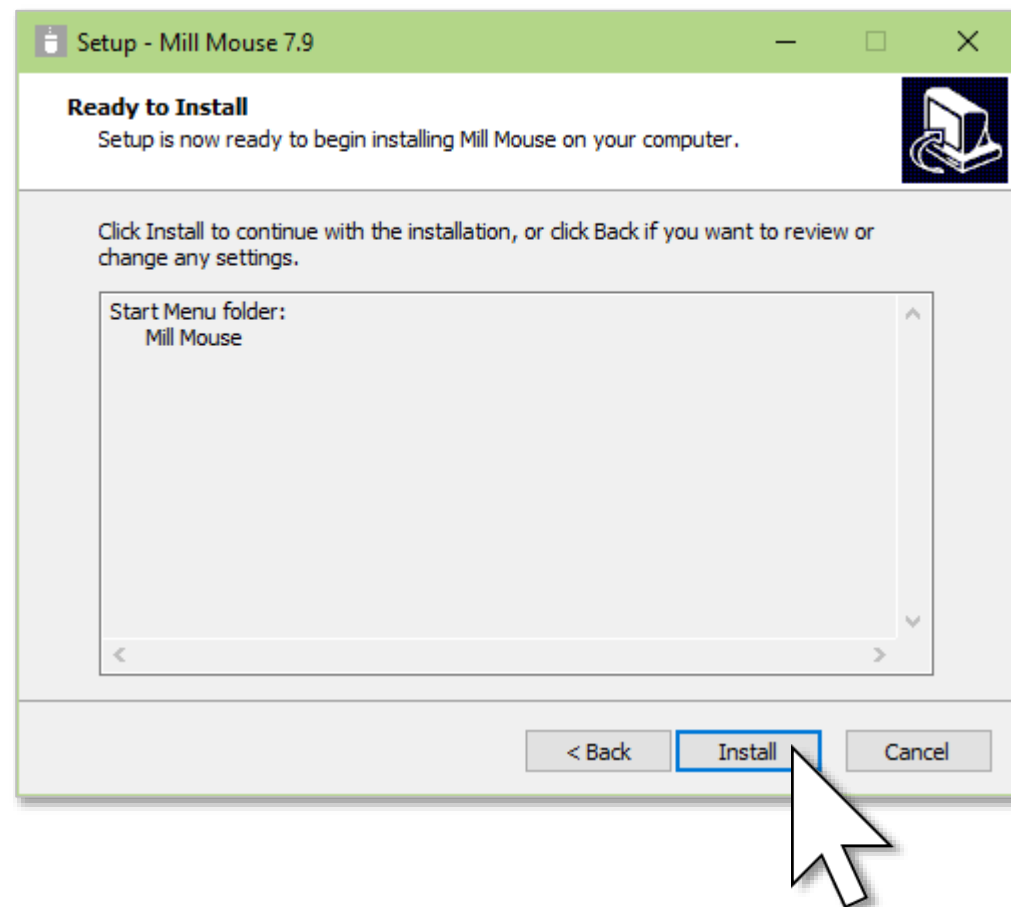 Setup - Mill Mouse 7.9
Ready to Install
Setup is now ready to begin installing Mill Mouse on your computer.
Click Install to continue with the installation, or click Back if you want to review or
change any settings.
Start Menu folder:
Mill Mouse
< Back
Install
Cancel